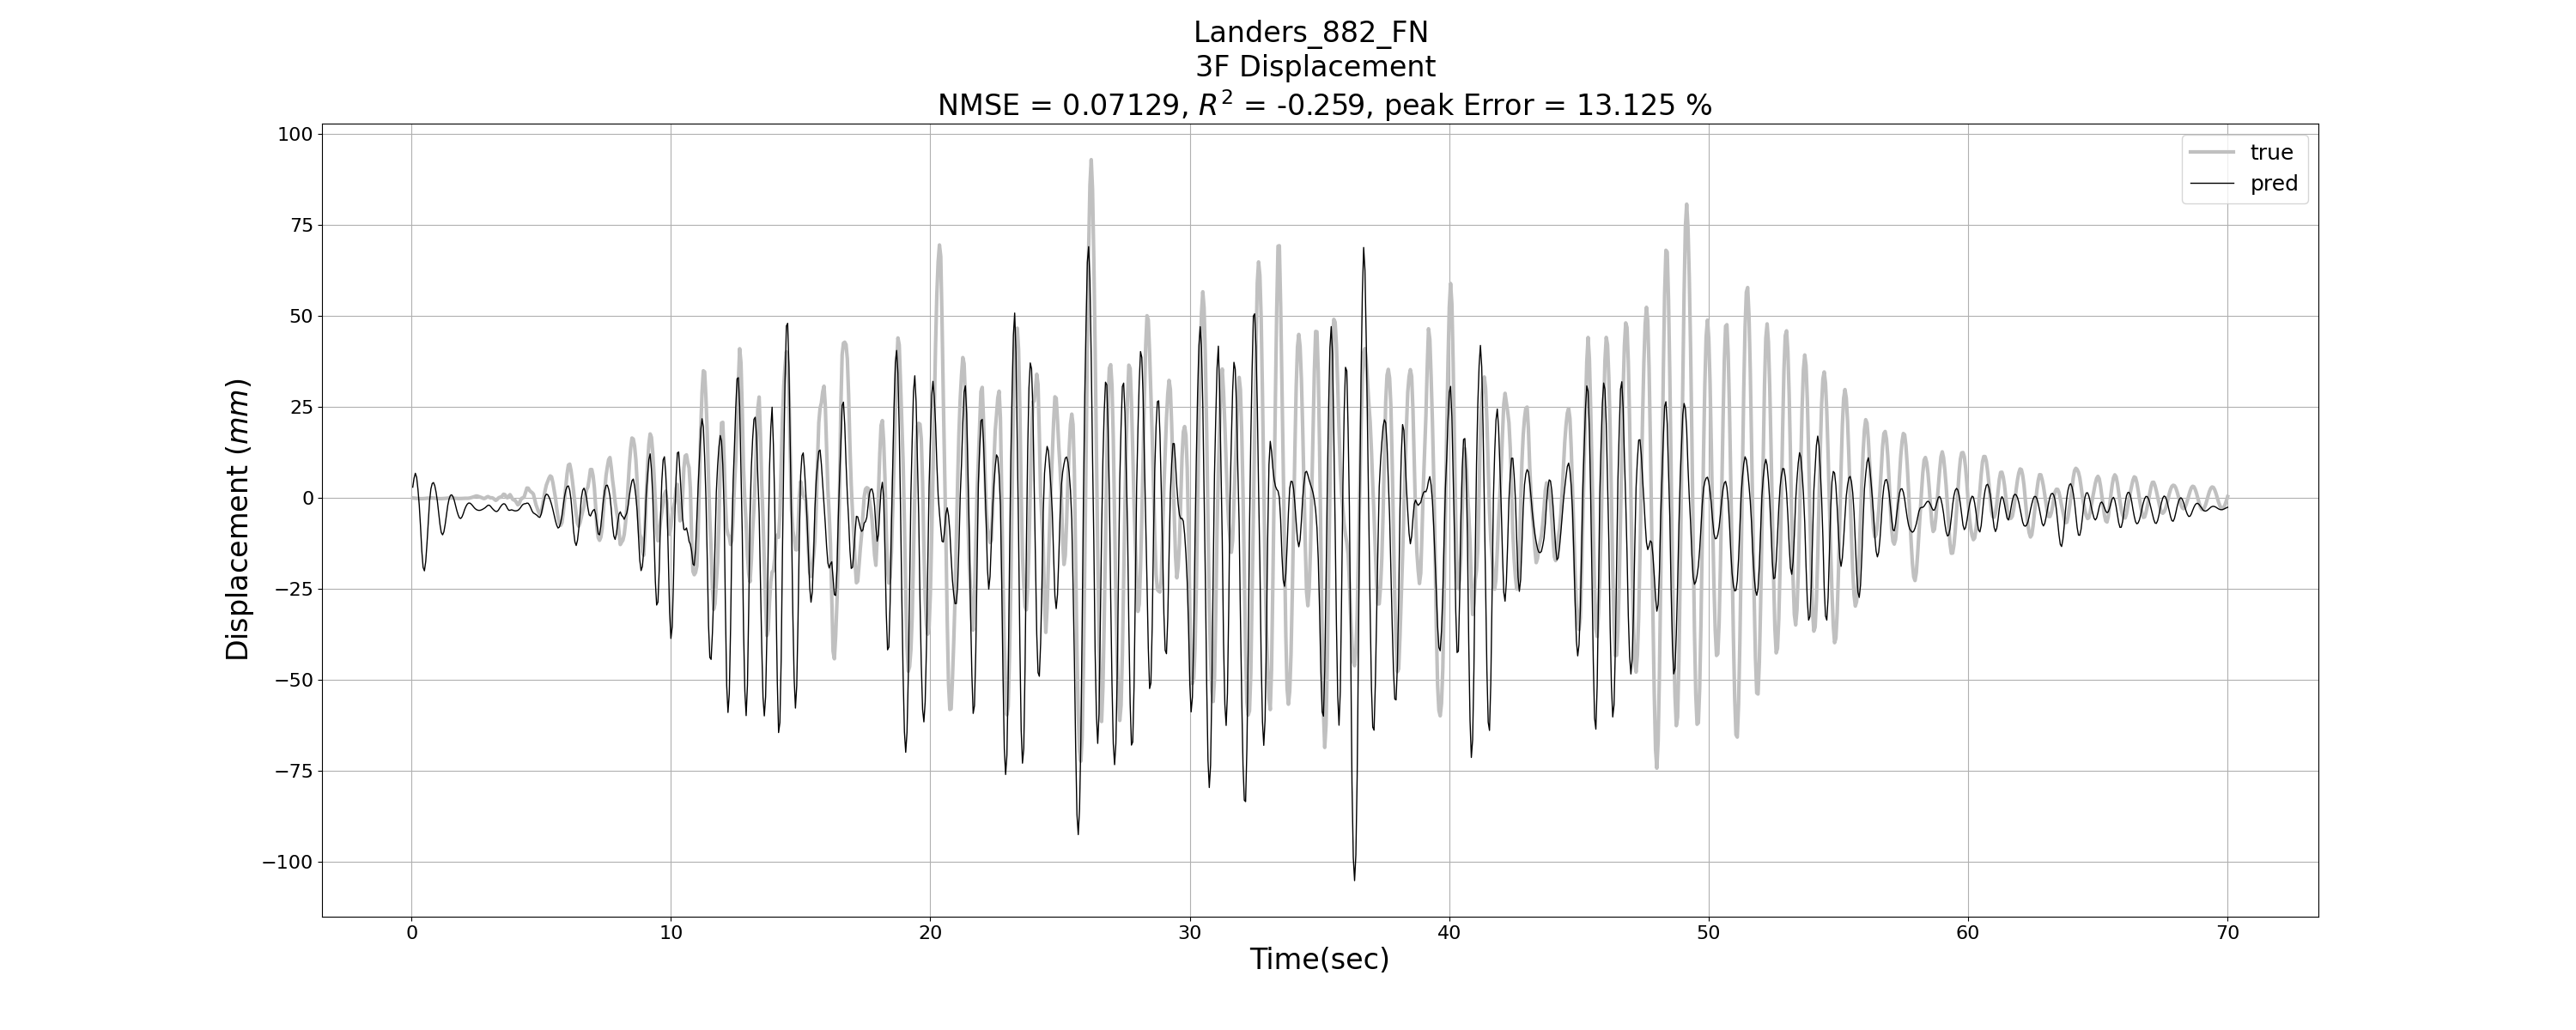 Landers_882_FN
3F Displacement
NMSE = 0.07129, R² = -0.259, peak Error = 13.125 %
100
75
50
25
0
−25
−50
−75
−100
Displacement (mm)
true
pred
0 10 20 30 40 50 60 70
Time(sec)